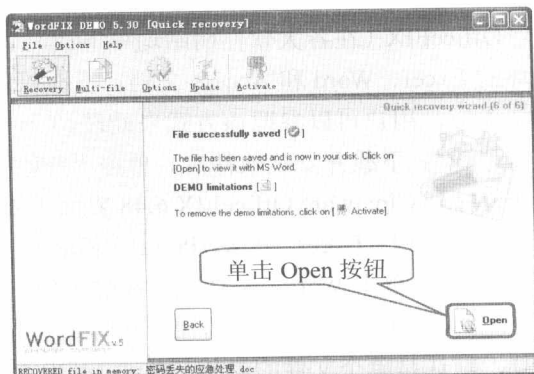 WordFIX DEMO 5.30 [Quick recovery]
File Options Help
Recovery Multi-file Options Update Activate
Quick recovery wizard (6 of 6)
File successfully saved [ ]
The file has been saved and is now in your disk. Click on
[Open] to view it with MS Word.
DEMO limitations [ ]
To remove the demo limitations, click on [ Activate].
单击 Open 按钮
Back
Open
WordFIX v5
RECOVERED file in memory: 密码丢失的应急处理.doc